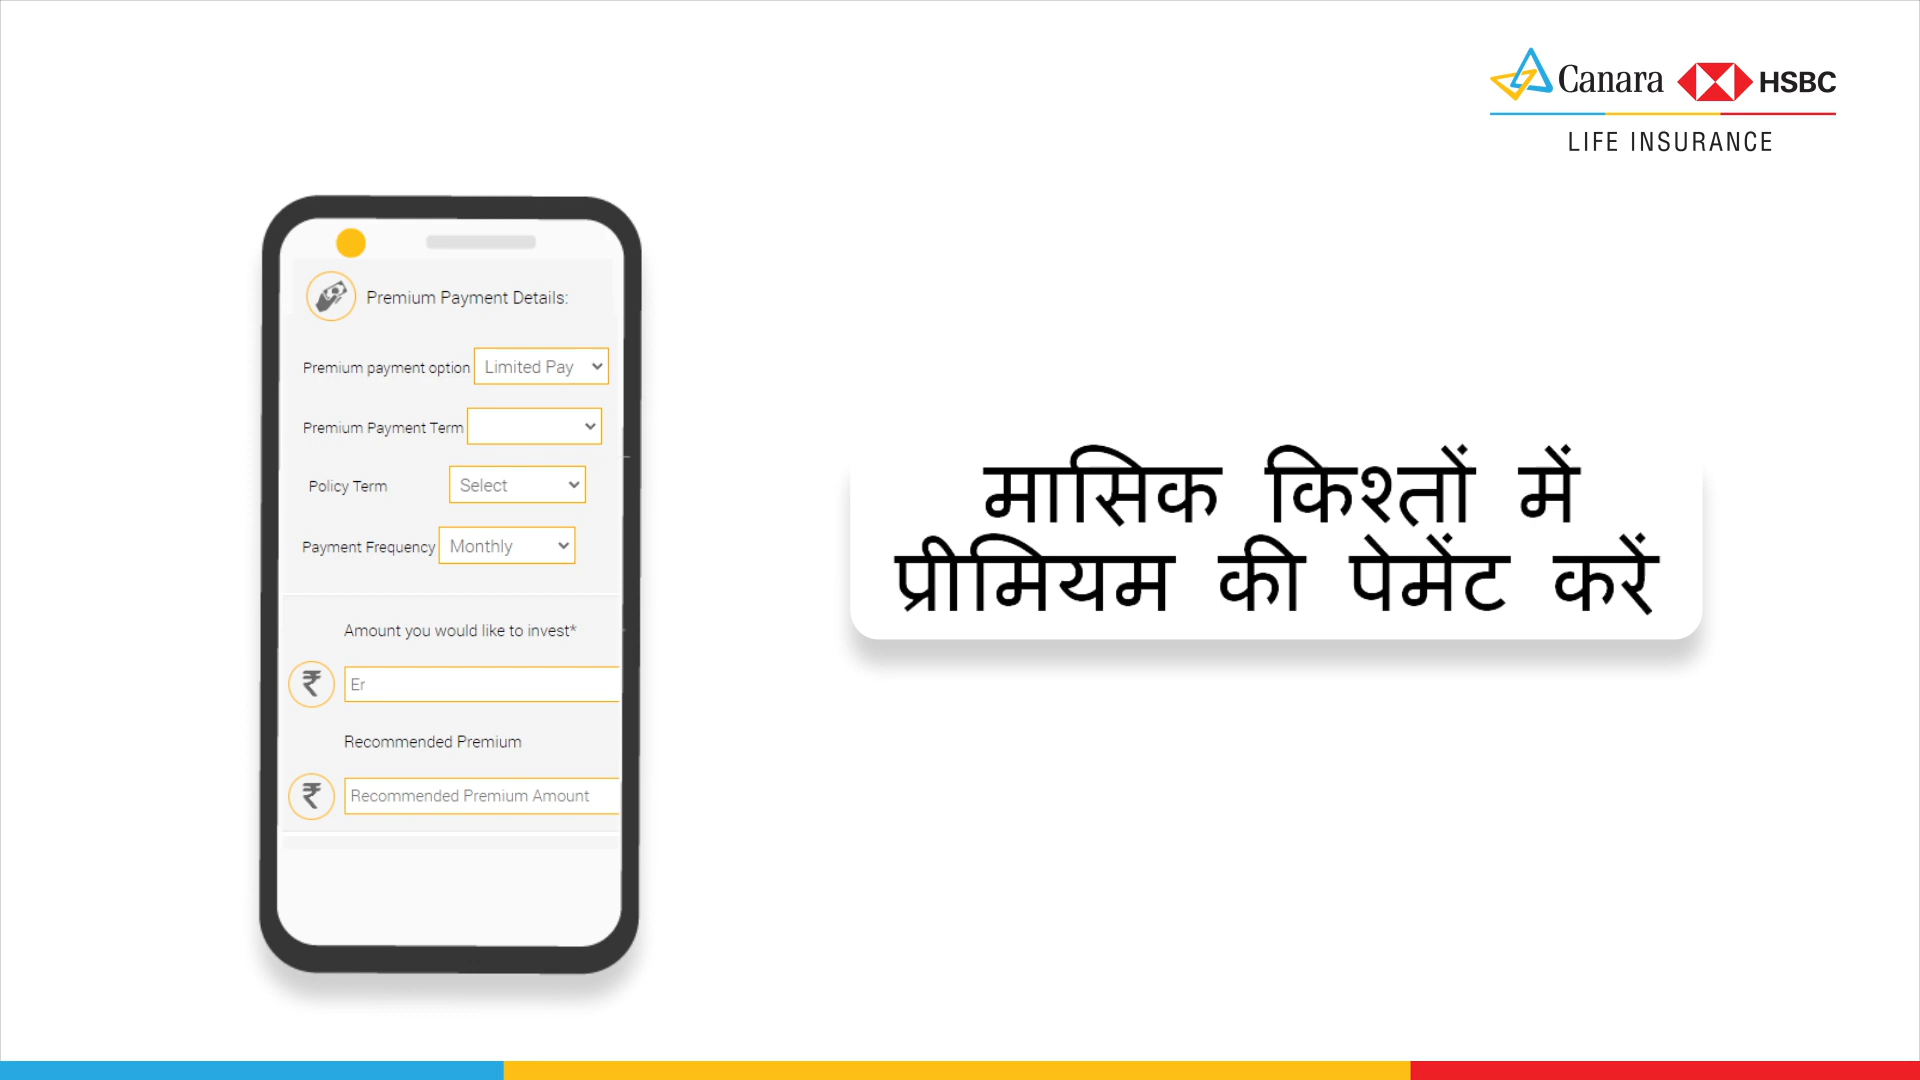 Canara HSBC
LIFE INSURANCE
Premium Payment Details:
Premium payment option Limited Pay
Premium Payment Term
Policy Term Select
Payment Frequency Monthly
Amount you would like to invest*
₹ Er
Recommended Premium
₹ Recommended Premium Amount
मासिक किश्तों में
प्रीमियम की पेमेंट करें